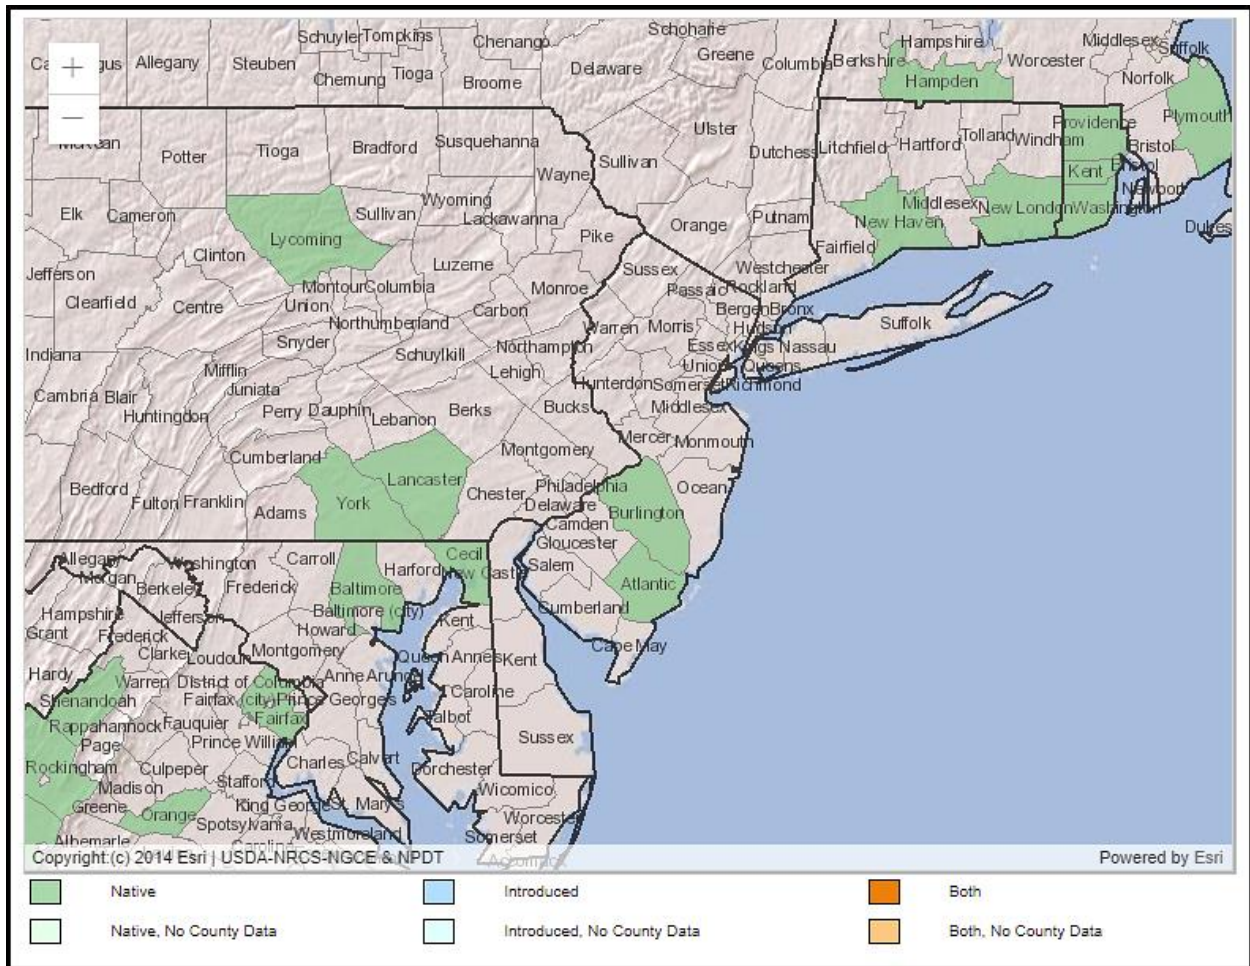 Schuyler Tompkins Chenango Schoharie Hampshire Middlesex Suffolk
Allegany Steuben Chemung Tioga Broome Delaware Greene Columbia Berkshire Worcester
+
−
Hampden Norfolk
Ulster Providence Plymouth
Potter Tioga Bradford Susquehanna Sullivan Dutchess Litchfield Hartford Tolland Windham Bristol
Wayne Kent Bristol
Elk Cameron Sullivan Wyoming Lackawanna Orange Putnam New Haven Middlesex New London Washington Newport
Lycoming Pike Dukes
Clinton Luzerne Sussex Westchester Fairfield
Jefferson Montour Columbia Monroe Passaic Rockland
Clearfield Centre Union Carbon Bergen Bronx
Northumberland Warren Morris Hudson Suffolk
Indiana Snyder Schuylkill Northampton Essex Kings Nassau
Mifflin Lehigh Union Queens
Cambria Blair Juniata Hunterdon Somerset Richmond
Huntingdon Perry Dauphin Lebanon Berks Bucks Middlesex
Cumberland Montgomery Mercer Monmouth
Bedford Fulton Franklin Adams York Lancaster Chester Philadelphia Ocean
Delaware Burlington
Camden
Gloucester
Allegany Washington Carroll Cecil
Morgan Berkeley Frederick Baltimore Harford New Castle Salem Atlantic
Hampshire Jefferson Baltimore (city) Kent Cumberland
Grant Frederick Howard
Clarke Loudoun Montgomery Queen Annes Kent Cape May
Hardy Warren District of Columbia Anne Arundel
Shenandoah Fairfax (city) Prince Georges Caroline
Rappahannock Fauquier Fairfax Talbot
Page Prince William Sussex
Rockingham Culpeper Charles Calvert Dorchester
Madison Stafford Wicomico
Greene Orange King George St. Marys
Spotsylvania Worcester
Albemarle Westmoreland Somerset
Caroline
Copyright:(c) 2014 Esri | USDA-NRCS-NGCE & NPDT Powered by Esri
Native Introduced Both
Native, No County Data Introduced, No County Data Both, No County Data